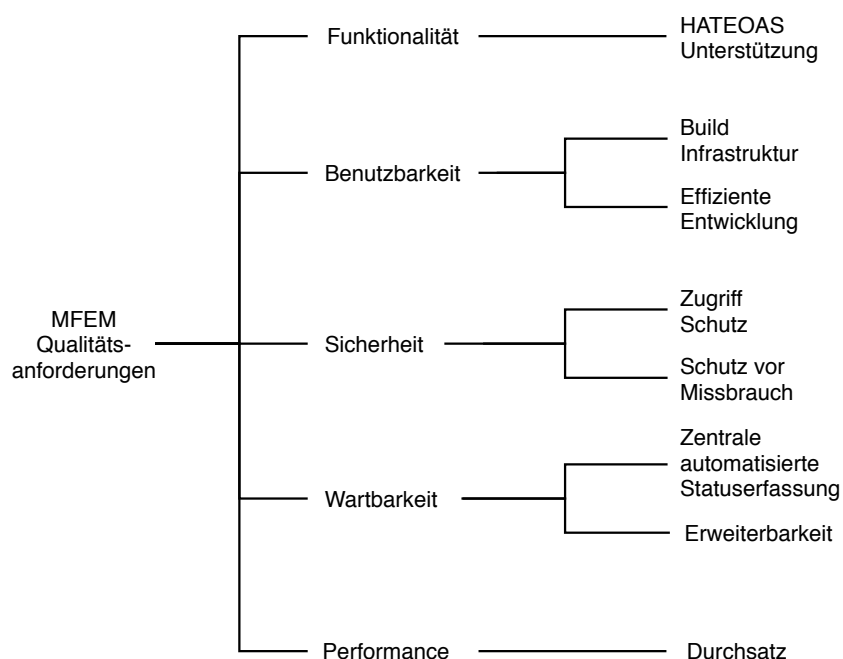 MFEM
Qualitäts-
anforderungen
Funktionalität
HATEOAS
Unterstützung
Benutzbarkeit
Build
Infrastruktur
Effiziente
Entwicklung
Sicherheit
Zugriff
Schutz
Schutz vor
Missbrauch
Wartbarkeit
Zentrale
automatisierte
Statuserfassung
Erweiterbarkeit
Performance
Durchsatz